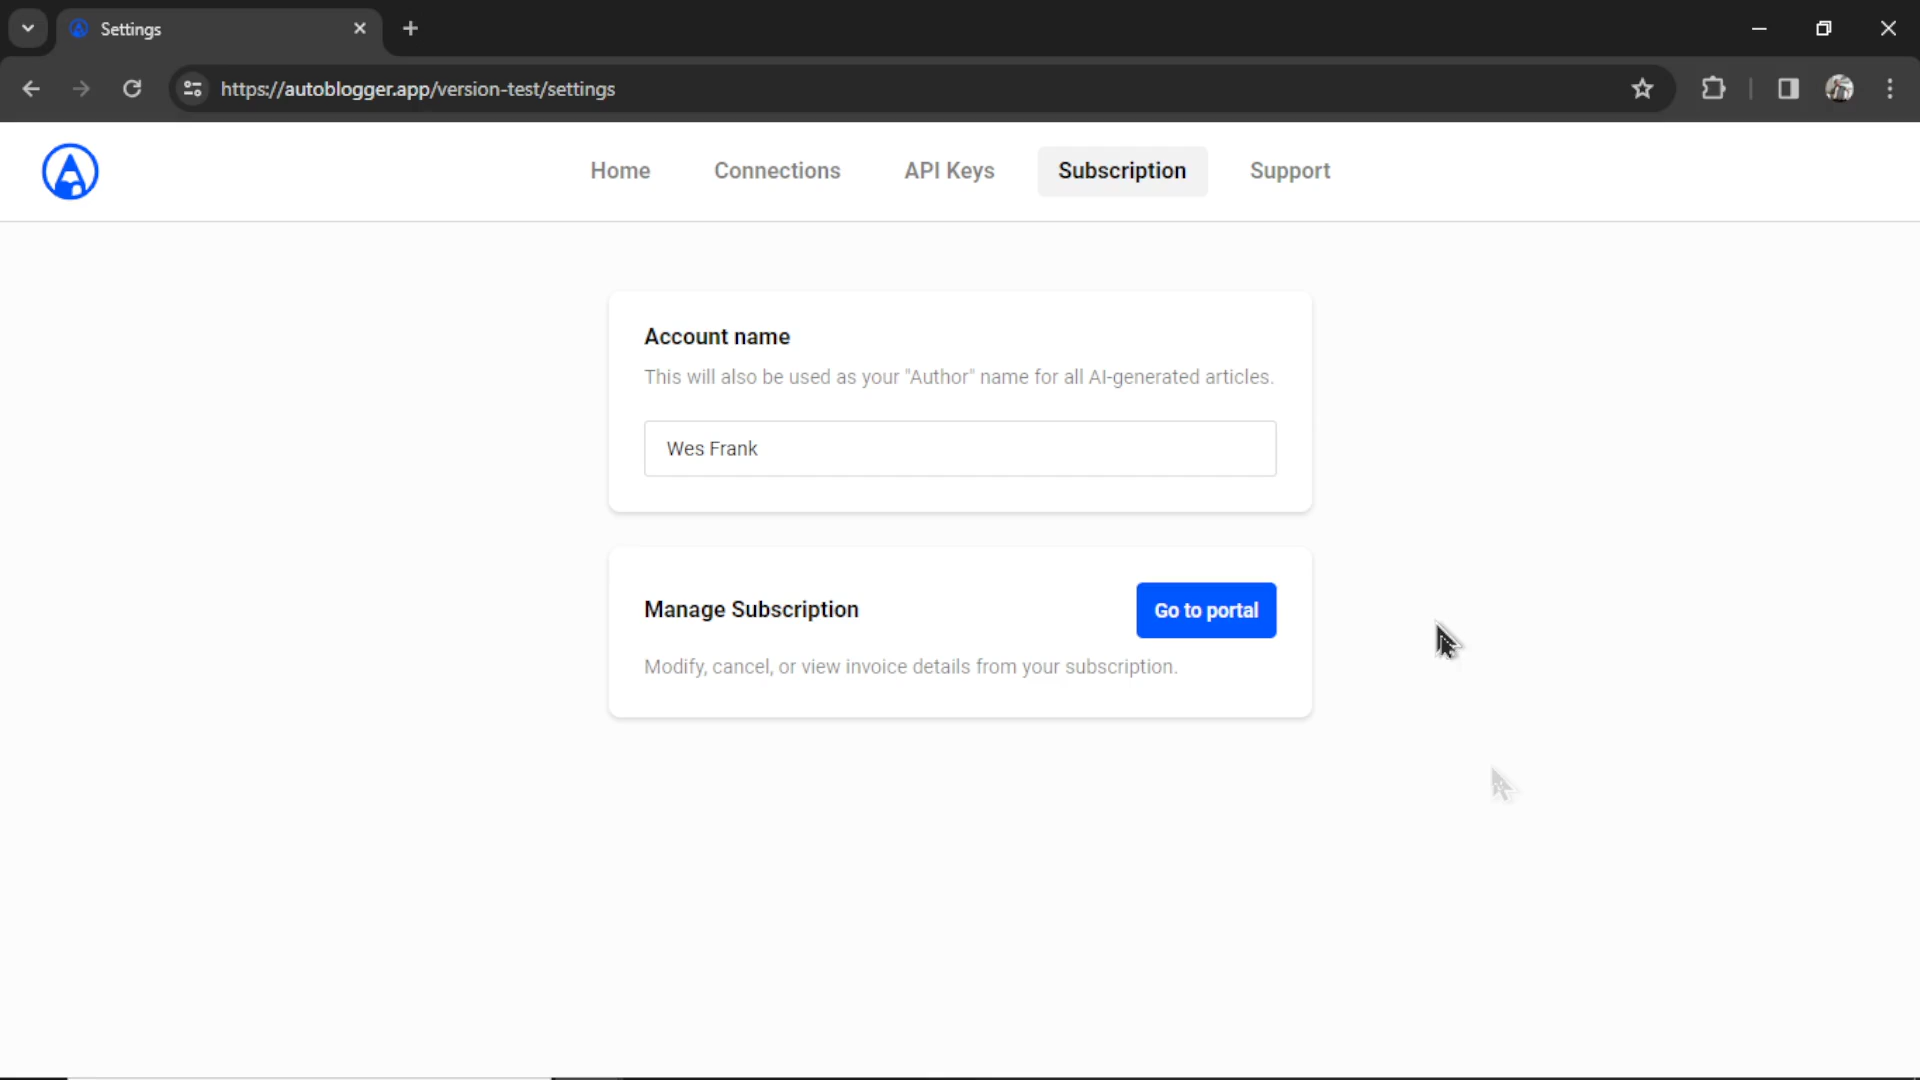 Settings
https://autoblogger.app/version-test/settings
Home
Connections
API Keys
Subscription
Support
Account name
This will also be used as your "Author" name for all AI-generated articles.
Wes Frank
Manage Subscription
Go to portal
Modify, cancel, or view invoice details from your subscription.